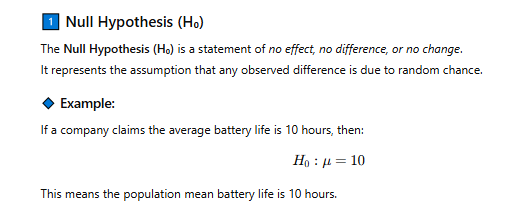 1 Null Hypothesis (H₀)
The Null Hypothesis (H₀) is a statement of no effect, no difference, or no change.
It represents the assumption that any observed difference is due to random chance.
Example:
If a company claims the average battery life is 10 hours, then:
H₀ : μ = 10
This means the population mean battery life is 10 hours.